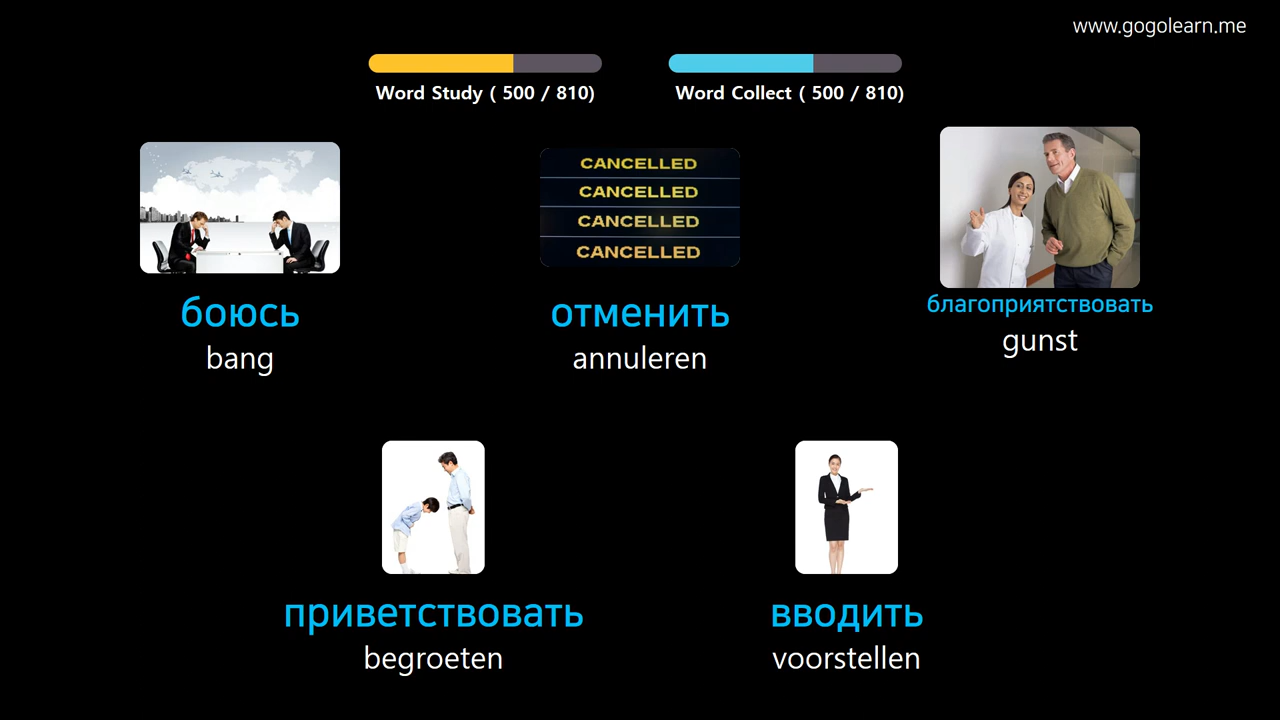 www.gogolearn.me
Word Study ( 500 / 810)
Word Collect ( 500 / 810)
CANCELLED
CANCELLED
CANCELLED
CANCELLED
боюсь
bang
отменить
annuleren
благоприятствовать
gunst
приветствовать
begroeten
вводить
voorstellen